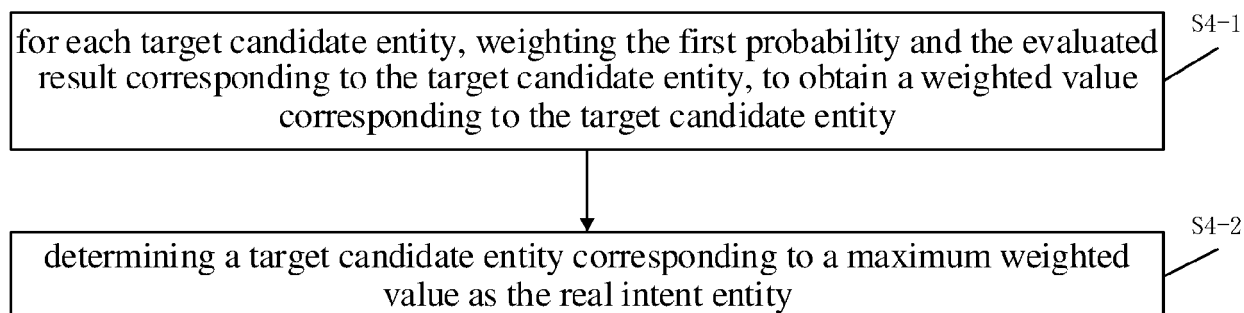 S4-1
for each target candidate entity, weighting the first probability and the evaluated
result corresponding to the target candidate entity, to obtain a weighted value
corresponding to the target candidate entity
S4-2
determining a target candidate entity corresponding to a maximum weighted
value as the real intent entity